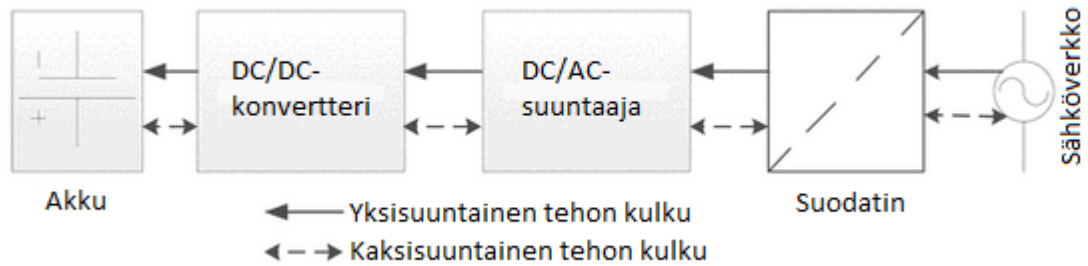 DC/DC-
konvertteri
DC/AC-
suuntaaja
Sähköverkko
Akku
Suodatin
Yksisuuntainen tehon kulku
Kaksisuuntainen tehon kulku